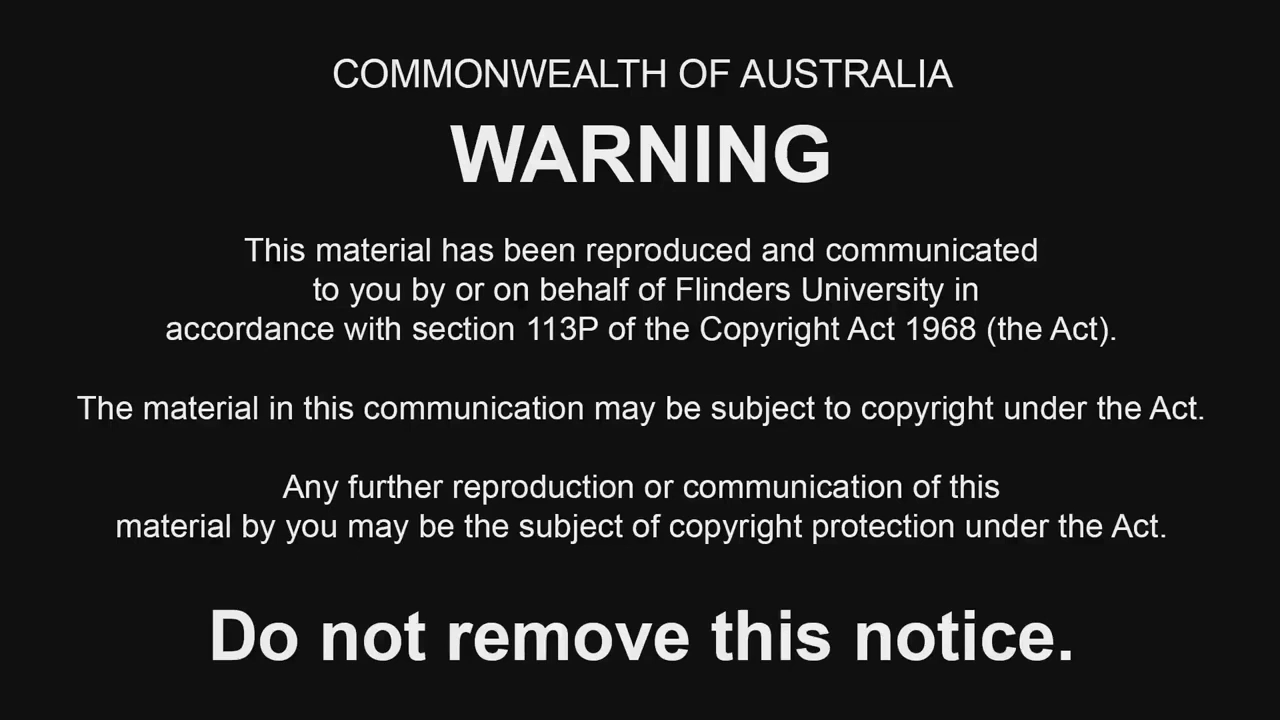 COMMONWEALTH OF AUSTRALIA
WARNING
This material has been reproduced and communicated
to you by or on behalf of Flinders University in
accordance with section 113P of the Copyright Act 1968 (the Act).
The material in this communication may be subject to copyright under the Act.
Any further reproduction or communication of this
material by you may be the subject of copyright protection under the Act.
Do not remove this notice.